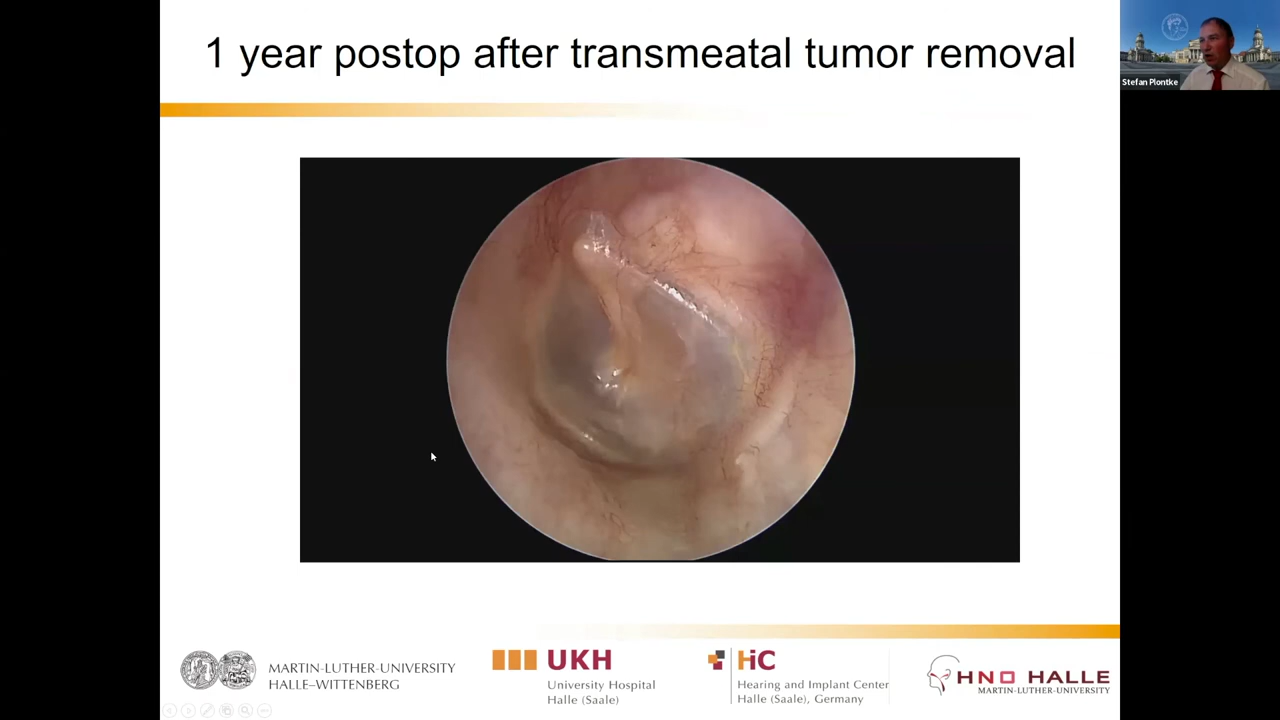 1 year postop after transmeatal tumor removal
Stefan Plontke
MARTIN-LUTHER-UNIVERSITY
HALLE–WITTENBERG
UKH
University Hospital
Halle (Saale)
HiC
Hearing and Implant Center
Halle (Saale), Germany
HNO HALLE
MARTIN-LUTHER-UNIVERSITY